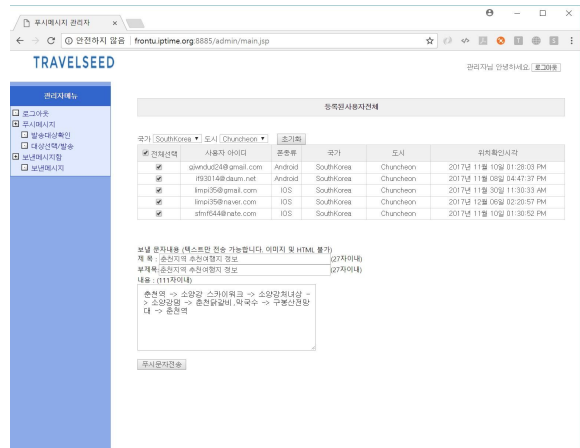 푸시메시지 관리자
안전하지 않음 frontu.iptime.org:8885/admin/main.jsp
TRAVELSEED
관리자님 안녕하세요. 로그아웃
관리자메뉴
로그아웃
푸시메시지
발송대상확인
대상선택/발송
보낸메시지함
보낸메시지
등록된사용자전체
국가 SouthKorea 도시 Chuncheon 초기화
전체선택 사용자 아이디 폰종류 국가 도시 위치확인시각
giwndud24@gmail.com Android SouthKorea Chuncheon 2017년 11월 10일 01:28:03 PM
lf93014@daum.net Android SouthKorea Chuncheon 2017년 11월 08일 04:47:37 PM
limpi35@gmail.com IOS SouthKorea Chuncheon 2017년 11월 30일 11:30:33 AM
limpi35@naver.com IOS SouthKorea Chuncheon 2017년 12월 06일 02:20:57 PM
stmf644@nate.com IOS SouthKorea Chuncheon 2017년 11월 10일 01:30:52 PM
보낼 문자내용 (텍스트만 전송 가능합니다. 이미지 및 HTML 불가)
제 목 : 춘천지역 추천여행지 정보 (27자이내)
부제목: 춘천지역 추천여행지 정보 (27자이내)
내용 : (111자이내)
춘천역 -> 소양강 스카이워크 -> 소양강처녀상 -
> 소양강댐 -> 춘천닭갈비,막국수 -> 구봉산전망
대 -> 춘천역
푸시문자전송